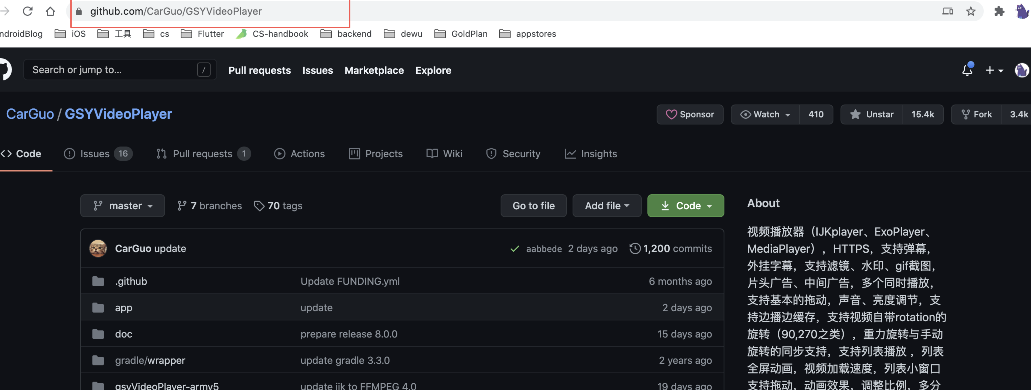 github.com/CarGuo/GSYVideoPlayer
ndroidBlog iOS 工具 cs Flutter CS-handbook backend dewu GoldPlan appstores
Search or jump to... / Pull requests Issues Marketplace Explore
CarGuo / GSYVideoPlayer Sponsor Watch 410 Unstar 15.4k Fork 3.4k
<> Code Issues 16 Pull requests 1 Actions Projects Wiki Security Insights
master 7 branches 70 tags Go to file Add file Code
CarGuo update aabbede 2 days ago 1,200 commits
.github Update FUNDING.yml 6 months ago
app update 2 days ago
doc prepare release 8.0.0 15 days ago
gradle/wrapper update gradle 3.3.0 2 years ago
gsyVideoPlayer-armv5 update ijk to FFMPEG 4.0 19 days ago
About
视频播放器（IJKplayer、ExoPlayer、
MediaPlayer），HTTPS，支持弹幕，
外挂字幕，支持滤镜、水印、gif截图，
片头广告、中间广告，多个同时播放，
支持基本的拖动，声音、亮度调节，支
持边播边缓存，支持视频自带rotation的
旋转（90,270之类），重力旋转与手动
旋转的同步支持，支持列表播放 ，列表
全屏动画，视频加载速度，列表小窗口
支持拖动，动画效果，调整比例，多分